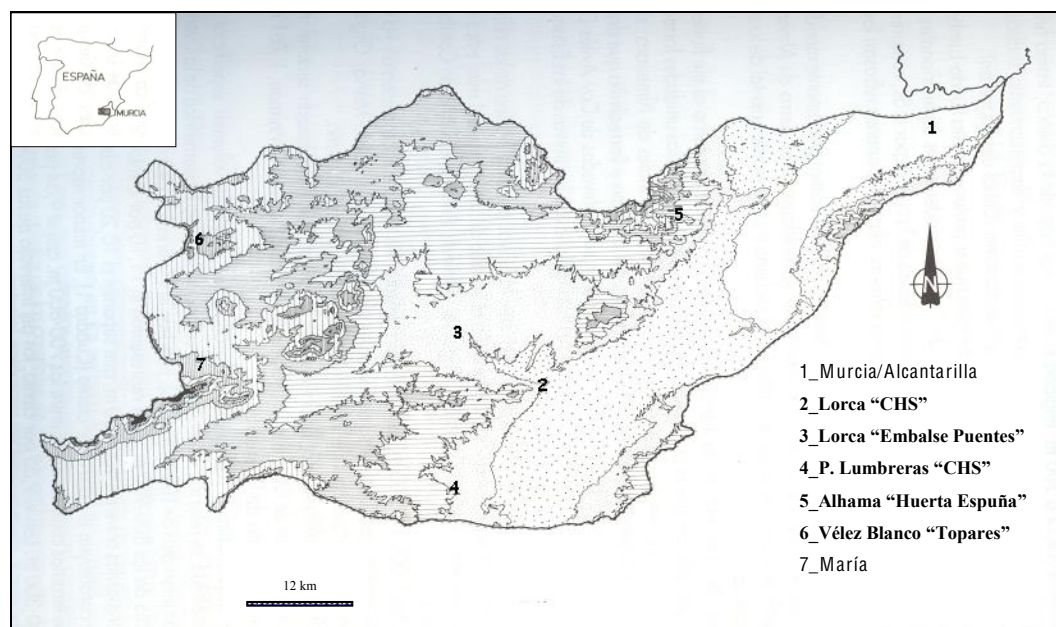 ESPAÑA
MURCIA
1
5
6
3
7
2
4
N
1_Murcia/Alcantarilla
2_Lorca “CHS”
3_Lorca “Embalse Puentes”
4_P. Lumbreras “CHS”
5_Alhama “Huerta Espuña”
6_Vélez Blanco “Topares”
7_María
12 km